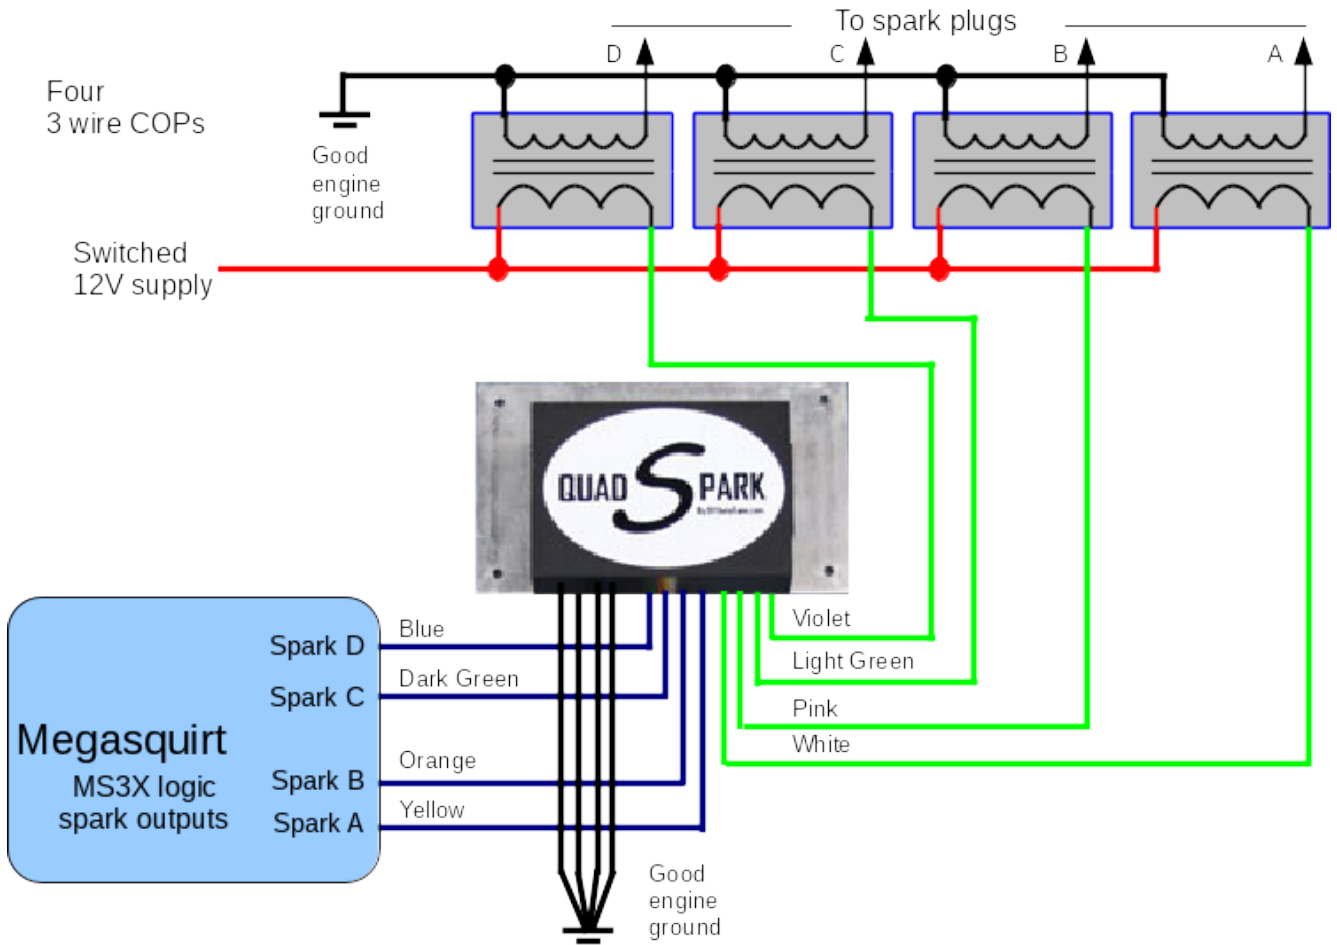 To spark plugs
D
C
B
A
Four
3 wire COPs
Good
engine
ground
Switched
12V supply
QUAD SPARK
Violet
Light Green
Pink
White
Blue
Dark Green
Orange
Yellow
Spark D
Spark C
Megasquirt
MS3X logic
spark outputs
Spark B
Spark A
Good
engine
ground